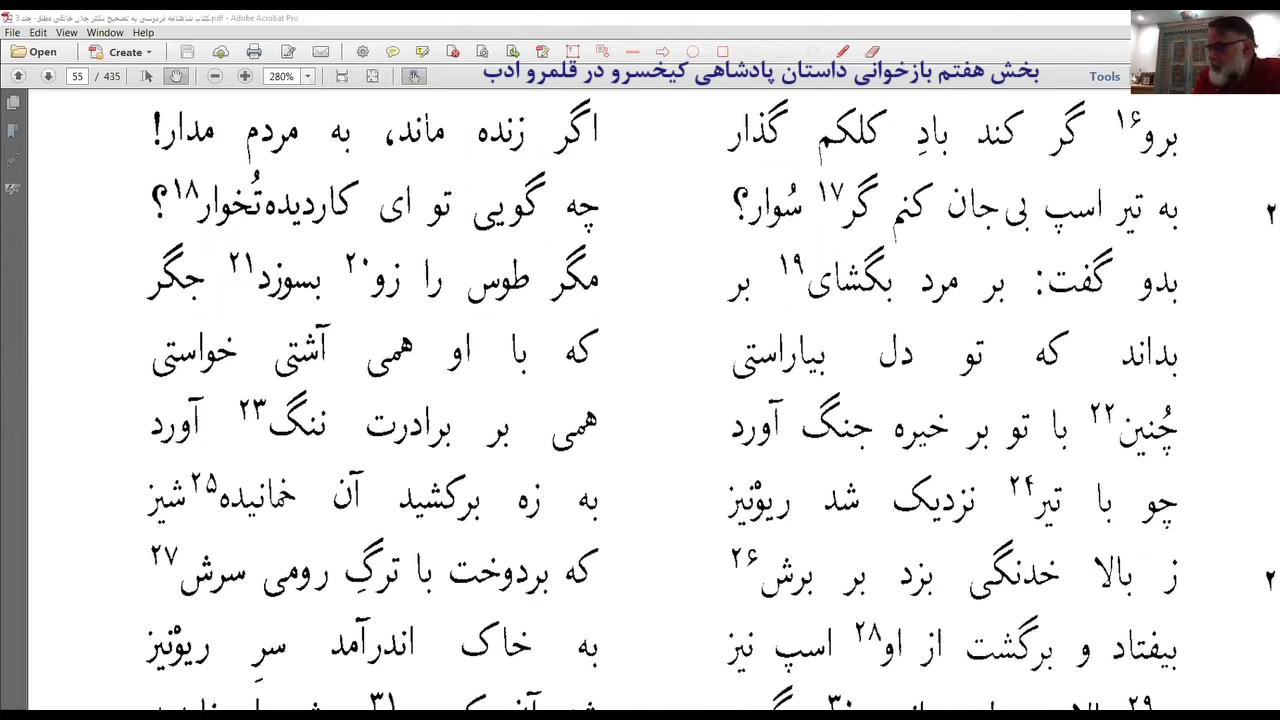 کتاب شاهنامه فردوسی به تصحیح دکتر جلال خالقی مطلق- جلد 3.pdf - Adobe Acrobat Pro
File Edit View Window Help
Open Create
55 / 435 280% Tools
بخش هفتم بازخوانی داستان پادشاهی کیخسرو در قلمرو ادب
برو۱۶ گر کند بادِ کلکم گذار اگر زنده ماند، به مردم مدار!
به تیر اسپ بی‌جان کنم گر۱۷ سُوار؟ چه گویی تو ای کاردیده‌تُخوار۱۸؟
بدو گفت: بر مرد بگشای۱۹ بر مگر طوس را زو۲۰ بسوزد۲۱ جگر
بداند که تو دل بیاراستی که با او همی آشتی خواستی
چُنین۲۲ با تو بر خیره جنگ آورد همی بر برادرت ننگ۲۳ آورد
چو با تیر۲۴ نزدیک شد ریوْنیز به زه برکشید آن خمانیده۲۵شیز
ز بالا خدنگی بزد بر برش۲۶ که بردوخت با ترگِ رومی سرش۲۷
بیفتاد و برگشت از او۲۸ اسپ نیز به خاک اندرآمد سرِ ریوْنیز